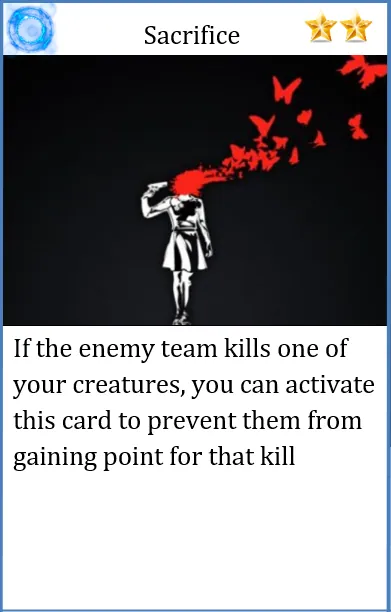 Sacrifice
If the enemy team kills one of
your creatures, you can activate
this card to prevent them from
gaining point for that kill